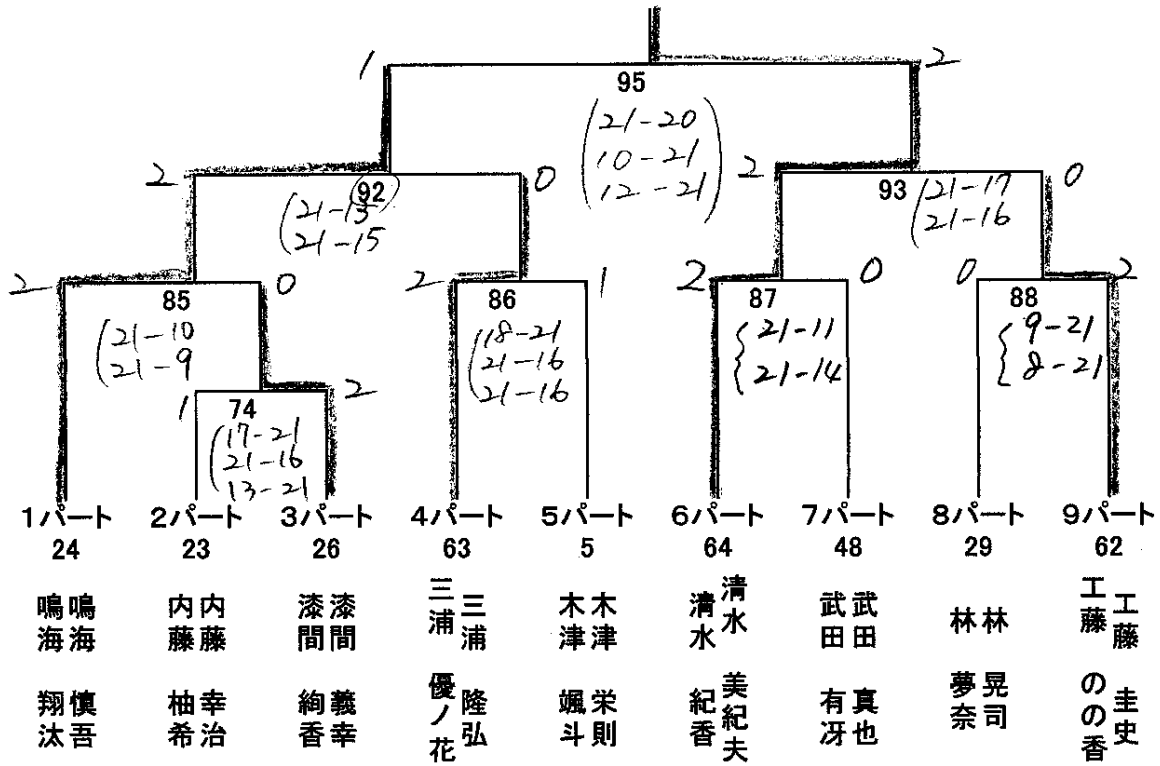 1 2
95
21-20
10-21
12-21
2 0 2 0
92 93
21-13
21-15
21-17
21-16
2 0 2 1 2 0 0 2
85 86 87 88
21-10
21-9
18-21
21-16
21-16
21-11
21-14
9-21
8-21
1 2
74
17-21
21-16
13-21
1パート 2パート 3パート 4パート 5パート 6パート 7パート 8パート 9パート
24 23 26 63 5 64 48 29 62
鳴海 慎吾
鳴海 翔汰
内藤 幸治
内藤 柚希
漆間 義幸
漆間 絢香
三浦 隆弘
三浦 優ノ花
木津 栄則
木津 颯斗
清水 美紀夫
清水 紀香
武田 真也
武田 有冴
林 晃司
林 夢奈
工藤 圭史
工藤 のの香